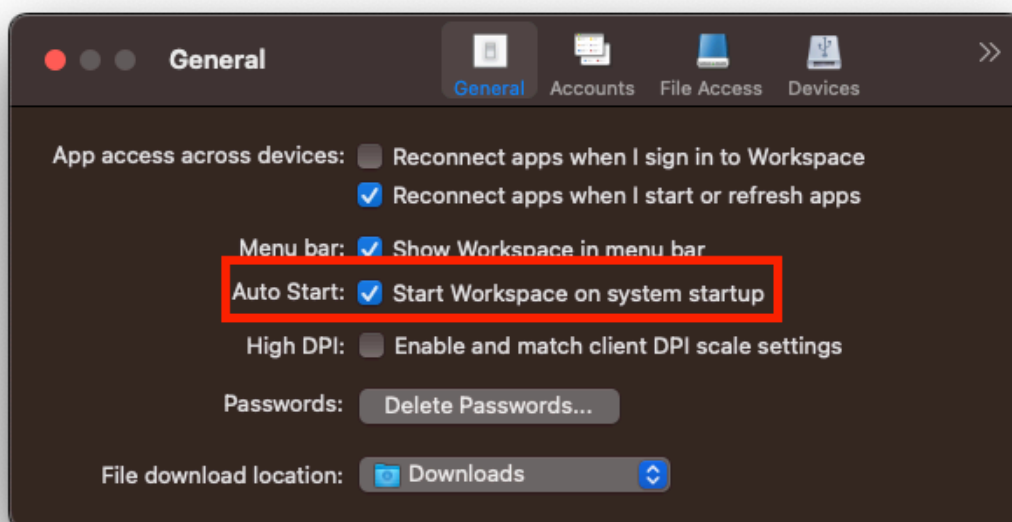 General
General Accounts File Access Devices
App access across devices: Reconnect apps when I sign in to Workspace
Reconnect apps when I start or refresh apps
Menu bar: Show Workspace in menu bar
Auto Start: Start Workspace on system startup
High DPI: Enable and match client DPI scale settings
Passwords: Delete Passwords...
File download location: Downloads